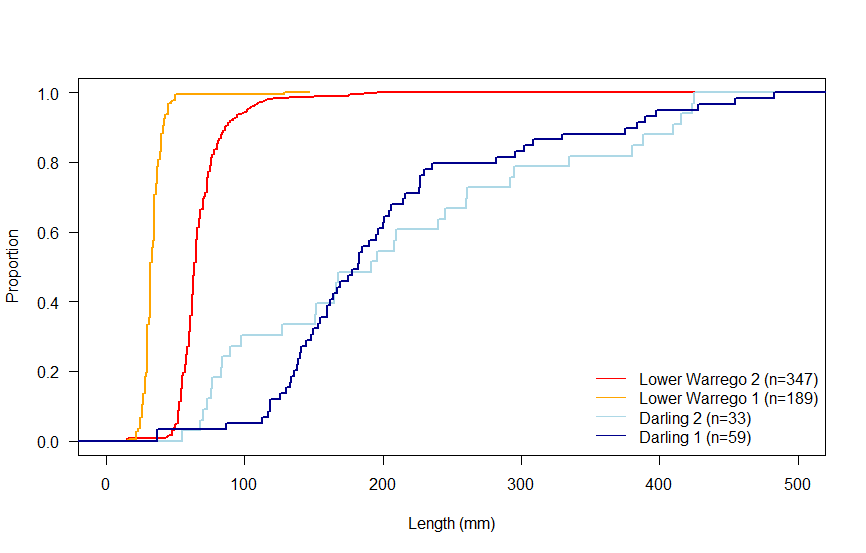 1.0
0.8
0.6
0.4
0.2
0.0
Proportion
0 100 200 300 400 500
Length (mm)
Lower Warrego 2 (n=347)
Lower Warrego 1 (n=189)
Darling 2 (n=33)
Darling 1 (n=59)